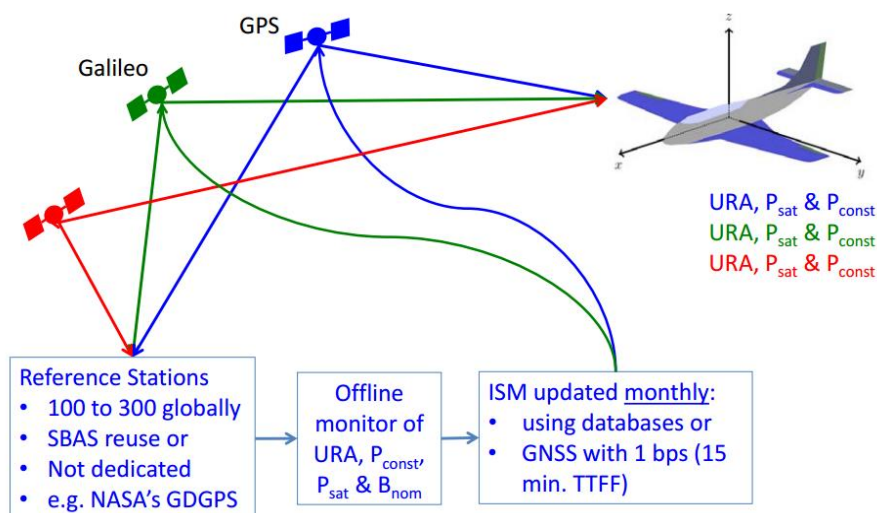 GPS
Galileo
z
x
y
URA, Psat & Pconst
URA, Psat & Pconst
URA, Psat & Pconst
Reference Stations
• 100 to 300 globally
• SBAS reuse or
• Not dedicated
• e.g. NASA's GDGPS
Offline
monitor of
URA, Pconst,
Psat & Bnom
ISM updated monthly:
• using databases or
• GNSS with 1 bps (15
min. TTFF)